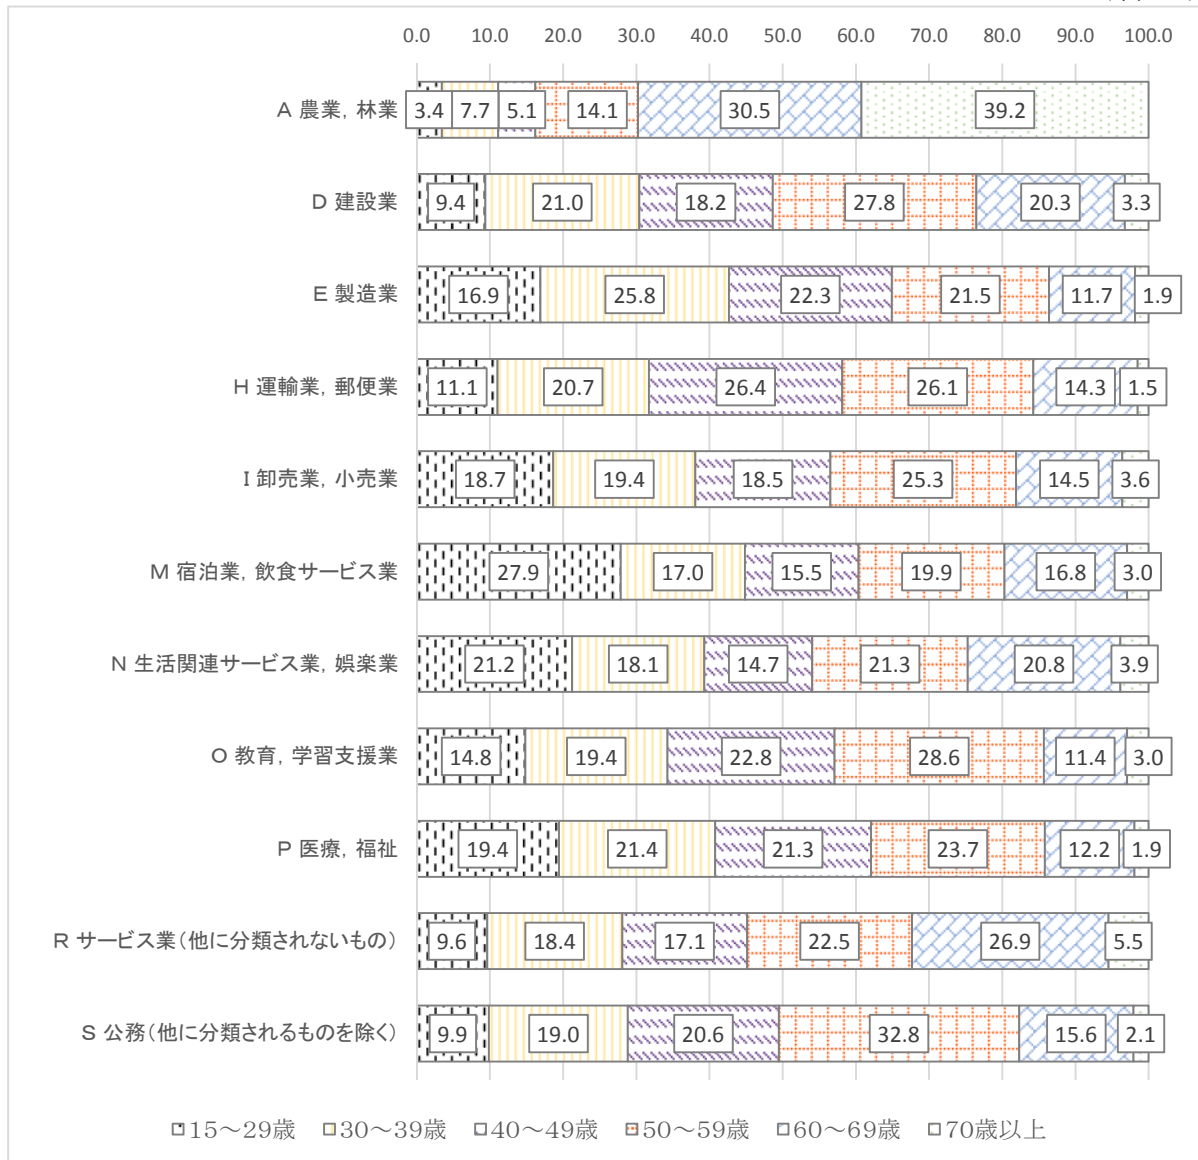 0.0 10.0 20.0 30.0 40.0 50.0 60.0 70.0 80.0 90.0 100.0
A 農業，林業 3.4 7.7 5.1 14.1 30.5 39.2
D 建設業 9.4 21.0 18.2 27.8 20.3 3.3
E 製造業 16.9 25.8 22.3 21.5 11.7 1.9
H 運輸業，郵便業 11.1 20.7 26.4 26.1 14.3 1.5
I 卸売業，小売業 18.7 19.4 18.5 25.3 14.5 3.6
M 宿泊業，飲食サービス業 27.9 17.0 15.5 19.9 16.8 3.0
N 生活関連サービス業，娯楽業 21.2 18.1 14.7 21.3 20.8 3.9
O 教育，学習支援業 14.8 19.4 22.8 28.6 11.4 3.0
P 医療，福祉 19.4 21.4 21.3 23.7 12.2 1.9
R サービス業（他に分類されないもの） 9.6 18.4 17.1 22.5 26.9 5.5
S 公務（他に分類されるものを除く） 9.9 19.0 20.6 32.8 15.6 2.1
15～29歳 30～39歳 40～49歳 50～59歳 60～69歳 70歳以上